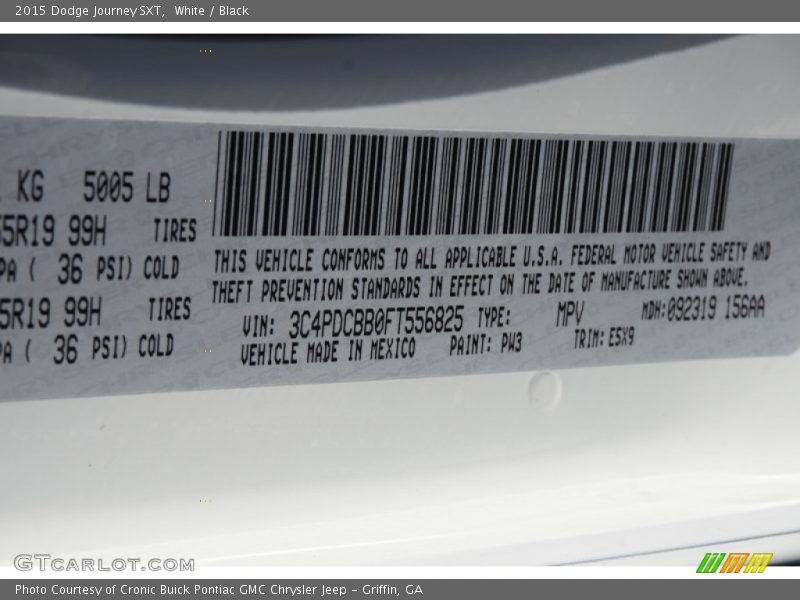 2015 Dodge Journey SXT, White / Black
KG 5005 LB
5R19 99H TIRES
PA ( 36 PSI) COLD
5R19 99H TIRES
PA ( 36 PSI) COLD
THIS VEHICLE CONFORMS TO ALL APPLICABLE U.S.A. FEDERAL MOTOR VEHICLE SAFETY AND
THEFT PREVENTION STANDARDS IN EFFECT ON THE DATE OF MANUFACTURE SHOWN ABOVE.
VIN: 3C4PDCBB0FT556825 TYPE: MPV MDH:092319 156AA
VEHICLE MADE IN MEXICO PAINT: PW3 TRIM: E5X9
GTCARLOT.COM
Photo Courtesy of Cronic Buick Pontiac GMC Chrysler Jeep - Griffin, GA